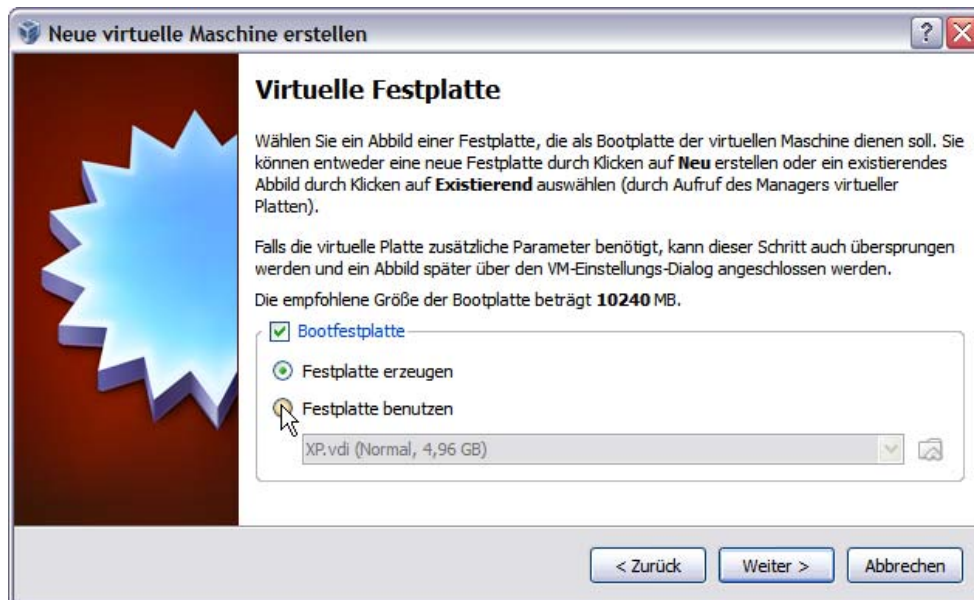 Neue virtuelle Maschine erstellen
Virtuelle Festplatte
Wählen Sie ein Abbild einer Festplatte, die als Bootplatte der virtuellen Maschine dienen soll. Sie
können entweder eine neue Festplatte durch Klicken auf Neu erstellen oder ein existierendes
Abbild durch Klicken auf Existierend auswählen (durch Aufruf des Managers virtueller
Platten).
Falls die virtuelle Platte zusätzliche Parameter benötigt, kann dieser Schritt auch übersprungen
werden und ein Abbild später über den VM-Einstellungs-Dialog angeschlossen werden.
Die empfohlene Größe der Bootplatte beträgt 10240 MB.
Bootfestplatte
Festplatte erzeugen
Festplatte benutzen
XP.vdi (Normal, 4,96 GB)
< Zurück
Weiter >
Abbrechen